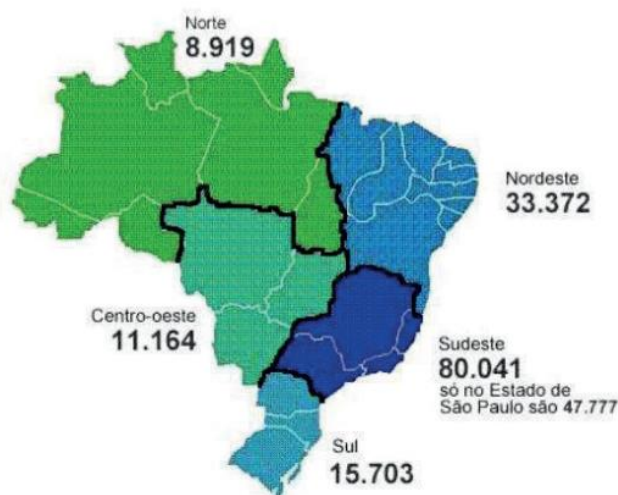 Norte
8.919
Nordeste
33.372
Centro-oeste
11.164
Sudeste
80.041
só no Estado de
São Paulo são 47.777
Sul
15.703